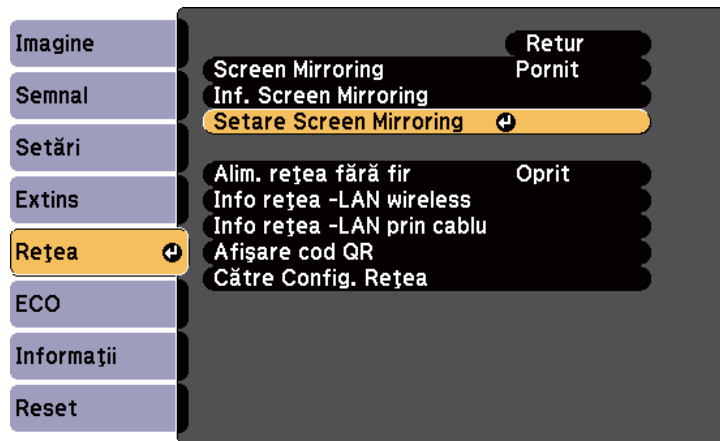 Imagine
Semnal
Setări
Extins
Reţea
ECO
Informaţii
Reset
Retur
Screen Mirroring Pornit
Inf. Screen Mirroring
Setare Screen Mirroring
Alim. reţea fără fir Oprit
Info reţea -LAN wireless
Info reţea -LAN prin cablu
Afişare cod QR
Către Config. Reţea